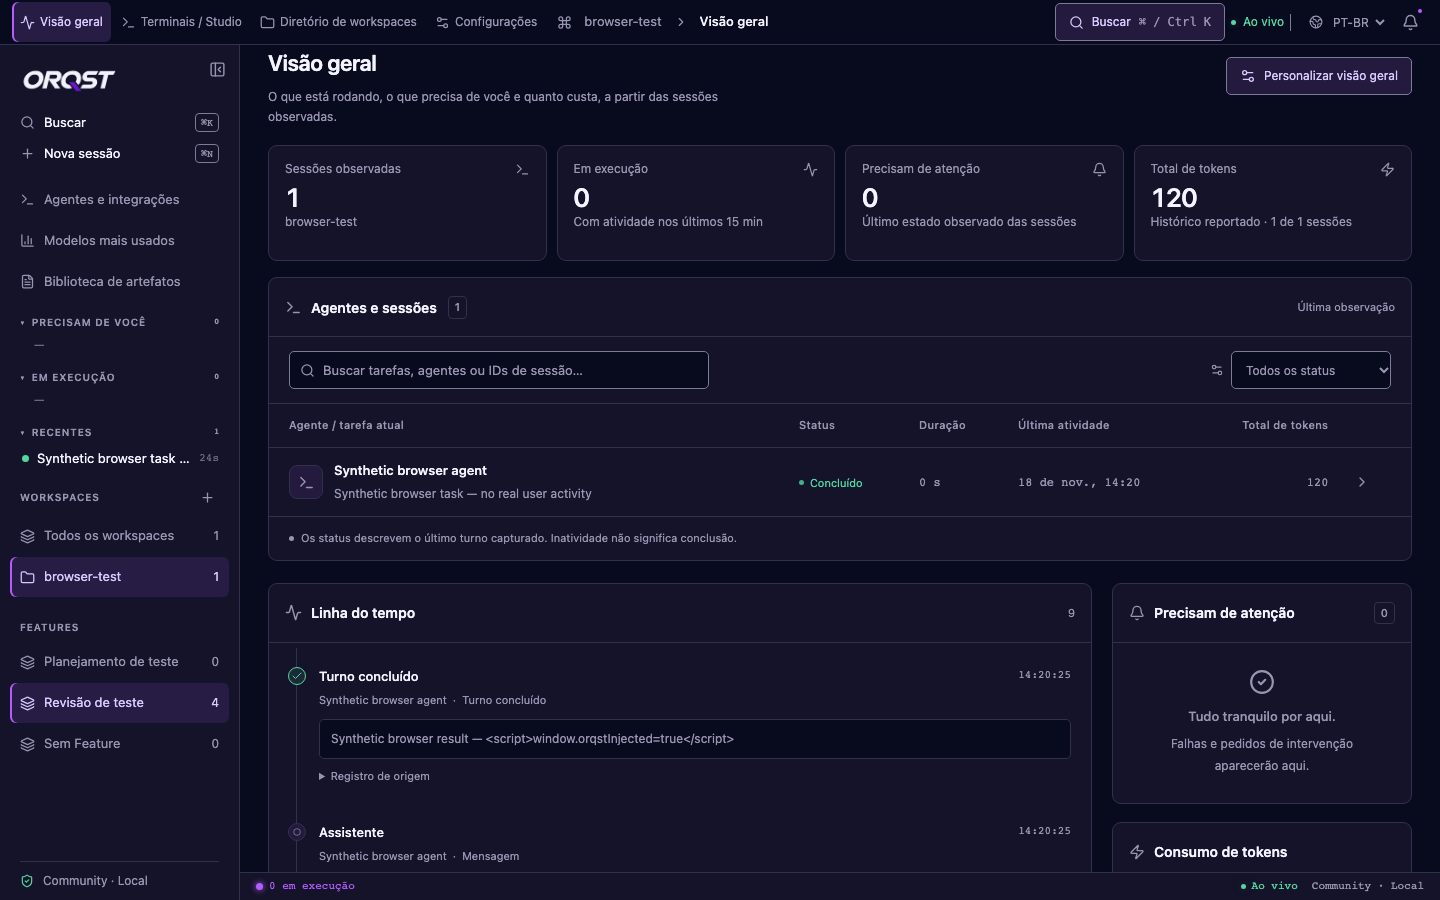 Visão geral
Terminais / Studio
Diretório de workspaces
Configurações
browser-test
Visão geral
Buscar ⌘ / Ctrl K
Ao vivo
PT-BR
ORQST
Buscar ⌘K
Nova sessão ⌘N
Agentes e integrações
Modelos mais usados
Biblioteca de artefatos
PRECISAM DE VOCÊ 0
—
EM EXECUÇÃO 0
—
RECENTES 1
Synthetic browser task ... 24s
WORKSPACES
Todos os workspaces 1
browser-test 1
FEATURES
Planejamento de teste 0
Revisão de teste 4
Sem Feature 0
Community · Local
Visão geral
O que está rodando, o que precisa de você e quanto custa, a partir das sessões
observadas.
Personalizar visão geral
Sessões observadas
1
browser-test
Em execução
0
Com atividade nos últimos 15 min
Precisam de atenção
0
Último estado observado das sessões
Total de tokens
120
Histórico reportado · 1 de 1 sessões
Agentes e sessões 1
Última observação
Buscar tarefas, agentes ou IDs de sessão...
Todos os status
Agente / tarefa atual Status Duração Última atividade Total de tokens
Synthetic browser agent
Synthetic browser task — no real user activity
Concluído 0 s 18 de nov., 14:20 120
Os status descrevem o último turno capturado. Inatividade não significa conclusão.
Linha do tempo 9
Turno concluído 14:20:25
Synthetic browser agent · Turno concluído
Synthetic browser result — <script>window.orqstInjected=true</script>
Registro de origem
Assistente 14:20:25
Synthetic browser agent · Mensagem
Precisam de atenção 0
Tudo tranquilo por aqui.
Falhas e pedidos de intervenção
aparecerão aqui.
Consumo de tokens
0 em execução
Ao vivo Community · Local